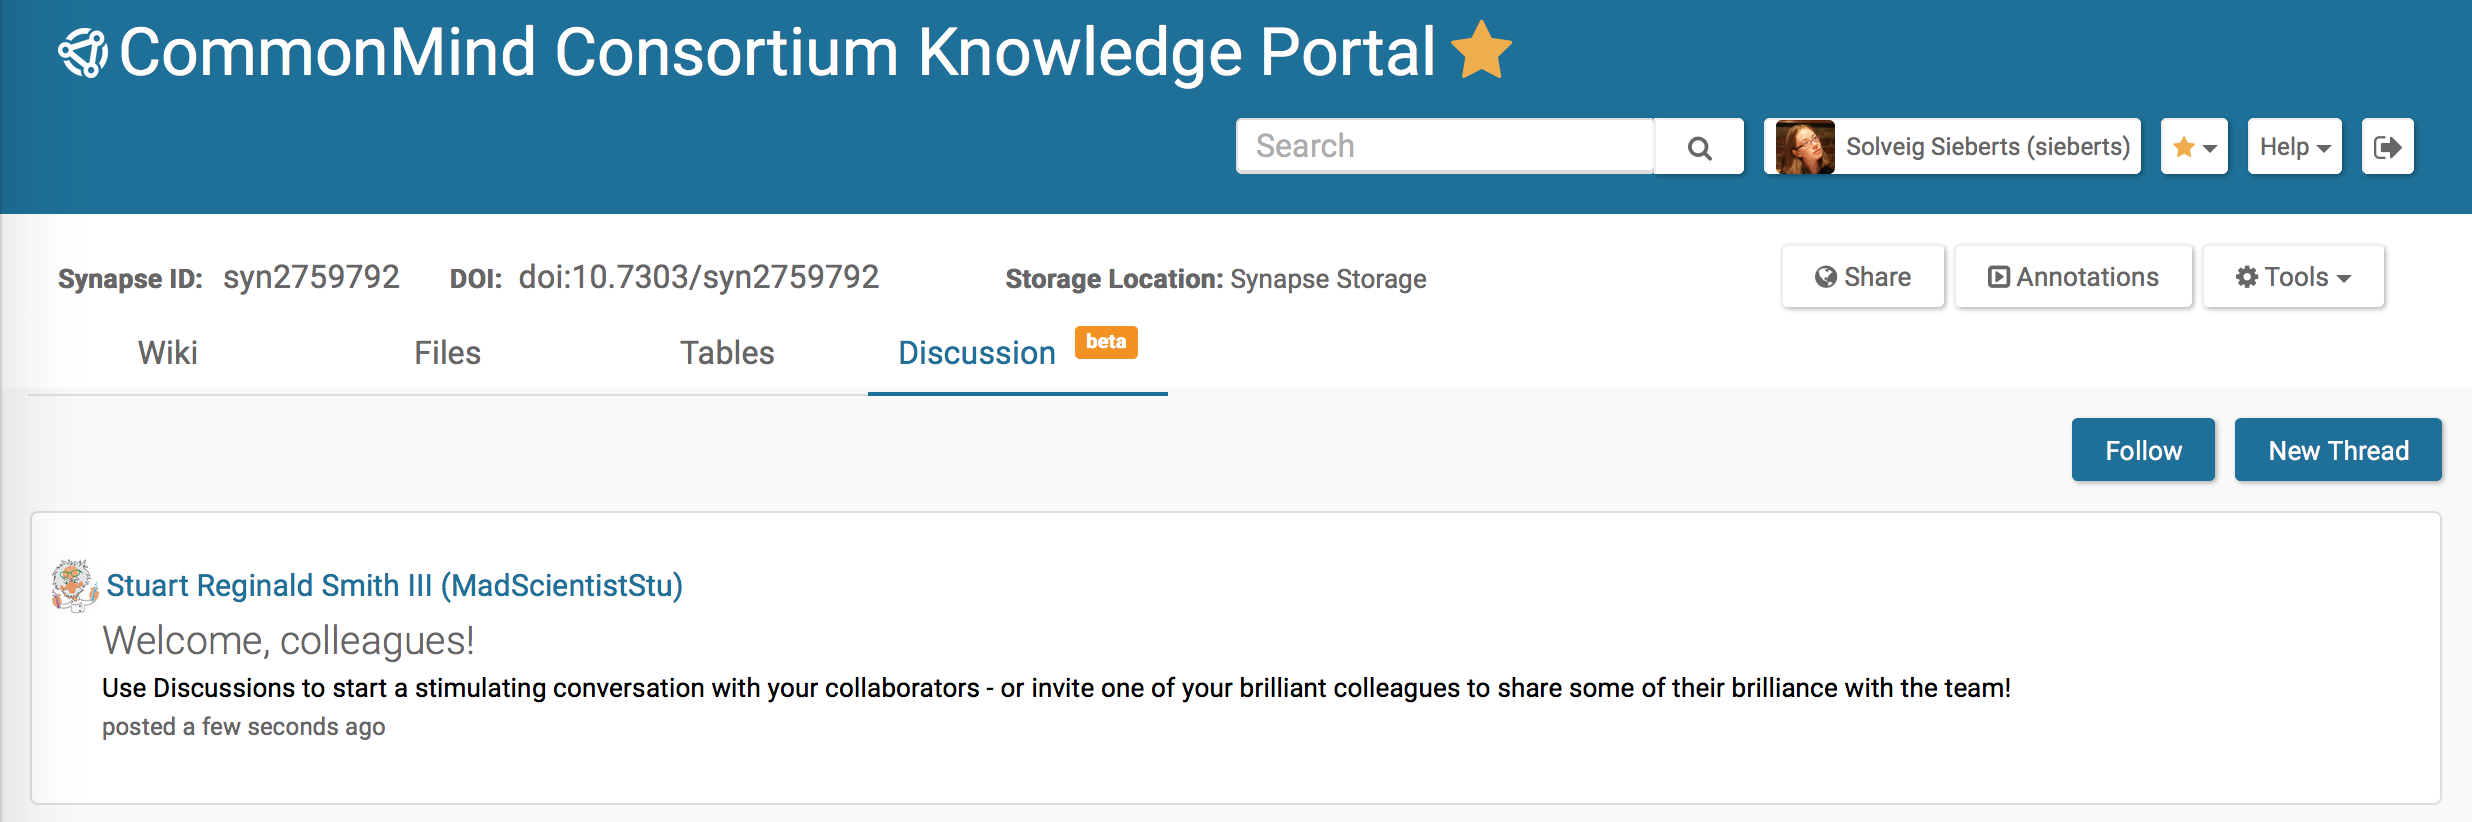 CommonMind Consortium Knowledge Portal
Search
Solveig Sieberts (sieberts)
Help
Synapse ID: syn2759792 DOI: doi:10.7303/syn2759792 Storage Location: Synapse Storage
Share
Annotations
Tools
Wiki
Files
Tables
Discussion beta
Follow
New Thread
Stuart Reginald Smith III (MadScientistStu)
Welcome, colleagues!
Use Discussions to start a stimulating conversation with your collaborators - or invite one of your brilliant colleagues to share some of their brilliance with the team!
posted a few seconds ago